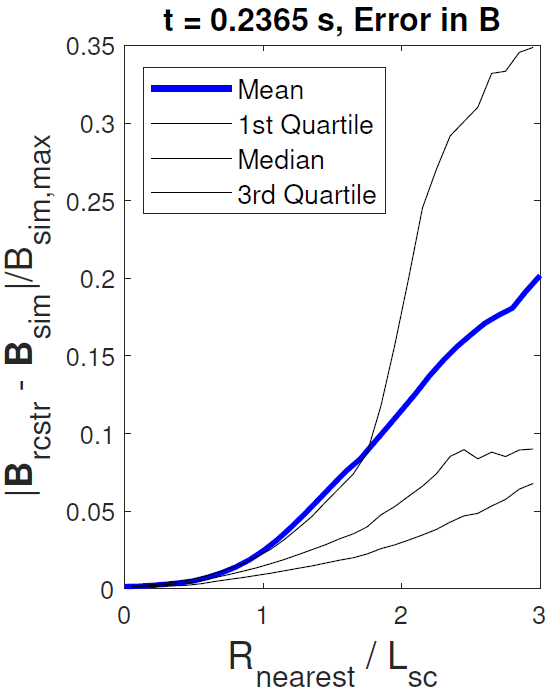 t = 0.2365 s, Error in B
|B_rcstr - B_sim|/B_sim,max
0.35
0.3
0.25
0.2
0.15
0.1
0.05
0
Mean
1st Quartile
Median
3rd Quartile
0 1 2 3
R_nearest / L_sc